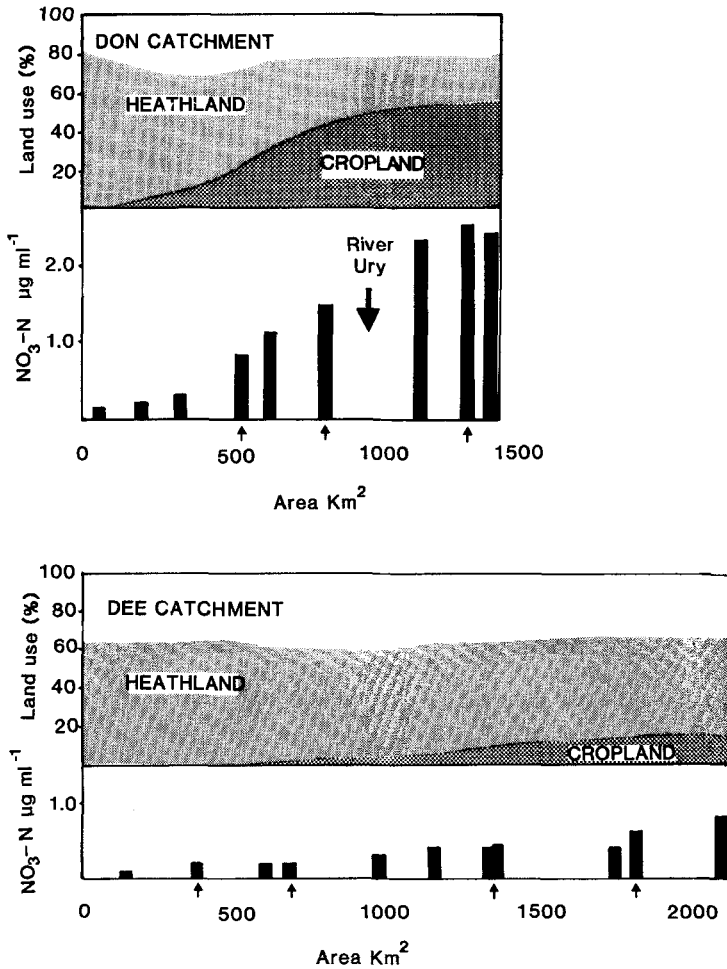 DON CATCHMENT
Land use (%)
100
80
60
40
20
HEATHLAND
CROPLAND
NO₃-N µg ml⁻¹
2.0
1.0
River
Ury
0 500 1000 1500
Area Km²
DEE CATCHMENT
Land use (%)
100
80
60
40
20
HEATHLAND
CROPLAND
NO₃-N µg ml⁻¹
1.0
0 500 1000 1500 2000
Area Km²